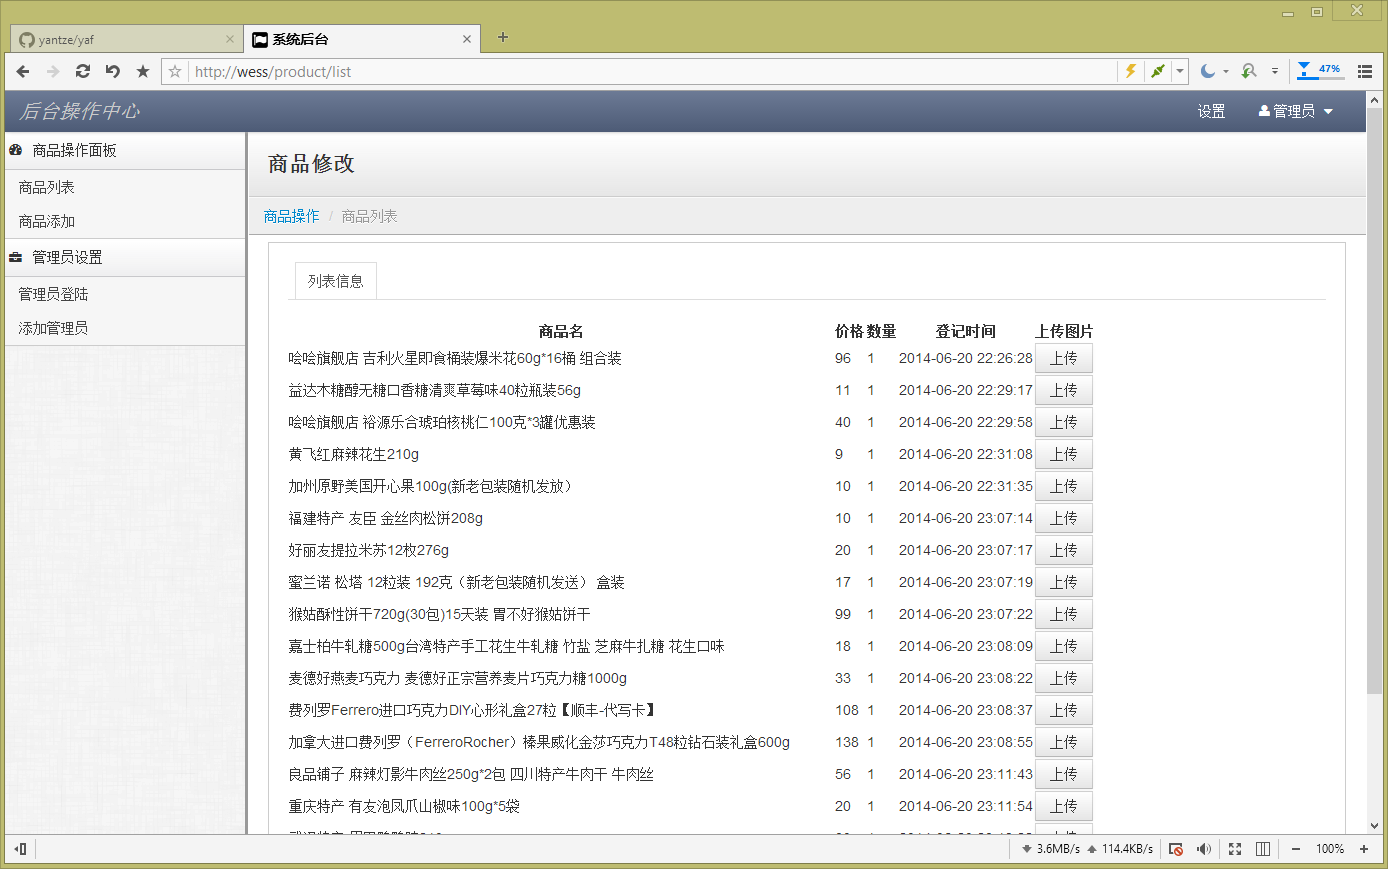 yantze/yaf
系统后台
http://wess/product/list
47%
后台操作中心
设置
管理员
商品操作面板
商品列表
商品添加
管理员设置
管理员登陆
添加管理员
商品修改
商品操作 / 商品列表
列表信息
商品名 价格 数量 登记时间 上传图片
哙哙旗舰店 吉利火星即食桶装爆米花60g*16桶 组合装 96 1 2014-06-20 22:26:28 上传
益达木糖醇无糖口香糖清爽草莓味40粒瓶装56g 11 1 2014-06-20 22:29:17 上传
哙哙旗舰店 裕源乐合琥珀核桃仁100克*3罐优惠装 40 1 2014-06-20 22:29:58 上传
黄飞红麻辣花生210g 9 1 2014-06-20 22:31:08 上传
加州原野美国开心果100g(新老包装随机发放） 10 1 2014-06-20 22:31:35 上传
福建特产 友臣 金丝肉松饼208g 10 1 2014-06-20 23:07:14 上传
好丽友提拉米苏12枚276g 20 1 2014-06-20 23:07:17 上传
蜜兰诺 松塔 12粒装 192克（新老包装随机发送） 盒装 17 1 2014-06-20 23:07:19 上传
猴姑酥性饼干720g(30包)15天装 胃不好猴姑饼干 99 1 2014-06-20 23:07:22 上传
嘉士柏牛轧糖500g台湾特产手工花生牛轧糖 竹盐 芝麻牛扎糖 花生口味 18 1 2014-06-20 23:08:09 上传
麦德好燕麦巧克力 麦德好正宗营养麦片巧克力糖1000g 33 1 2014-06-20 23:08:22 上传
费列罗Ferrero进口巧克力DIY心形礼盒27粒【顺丰-代写卡】 108 1 2014-06-20 23:08:37 上传
加拿大进口费列罗（FerreroRocher）榛果威化金莎巧克力T48粒钻石装礼盒600g 138 1 2014-06-20 23:08:55 上传
良品铺子 麻辣灯影牛肉丝250g*2包 四川特产牛肉干 牛肉丝 56 1 2014-06-20 23:11:43 上传
重庆特产 有友泡凤爪山椒味100g*5袋 20 1 2014-06-20 23:11:54 上传
3.6MB/s 114.4KB/s 100%